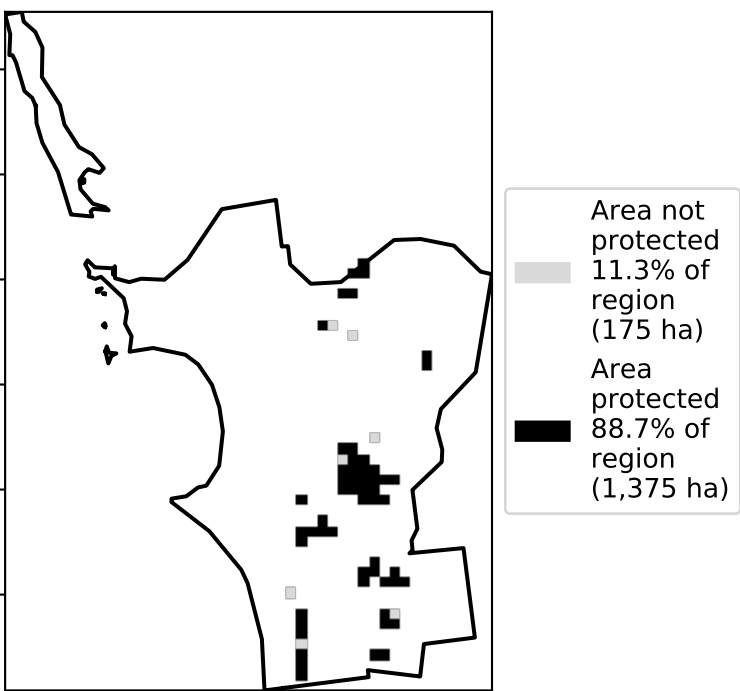 Area not
protected
11.3% of
region
(175 ha)
Area
protected
88.7% of
region
(1,375 ha)